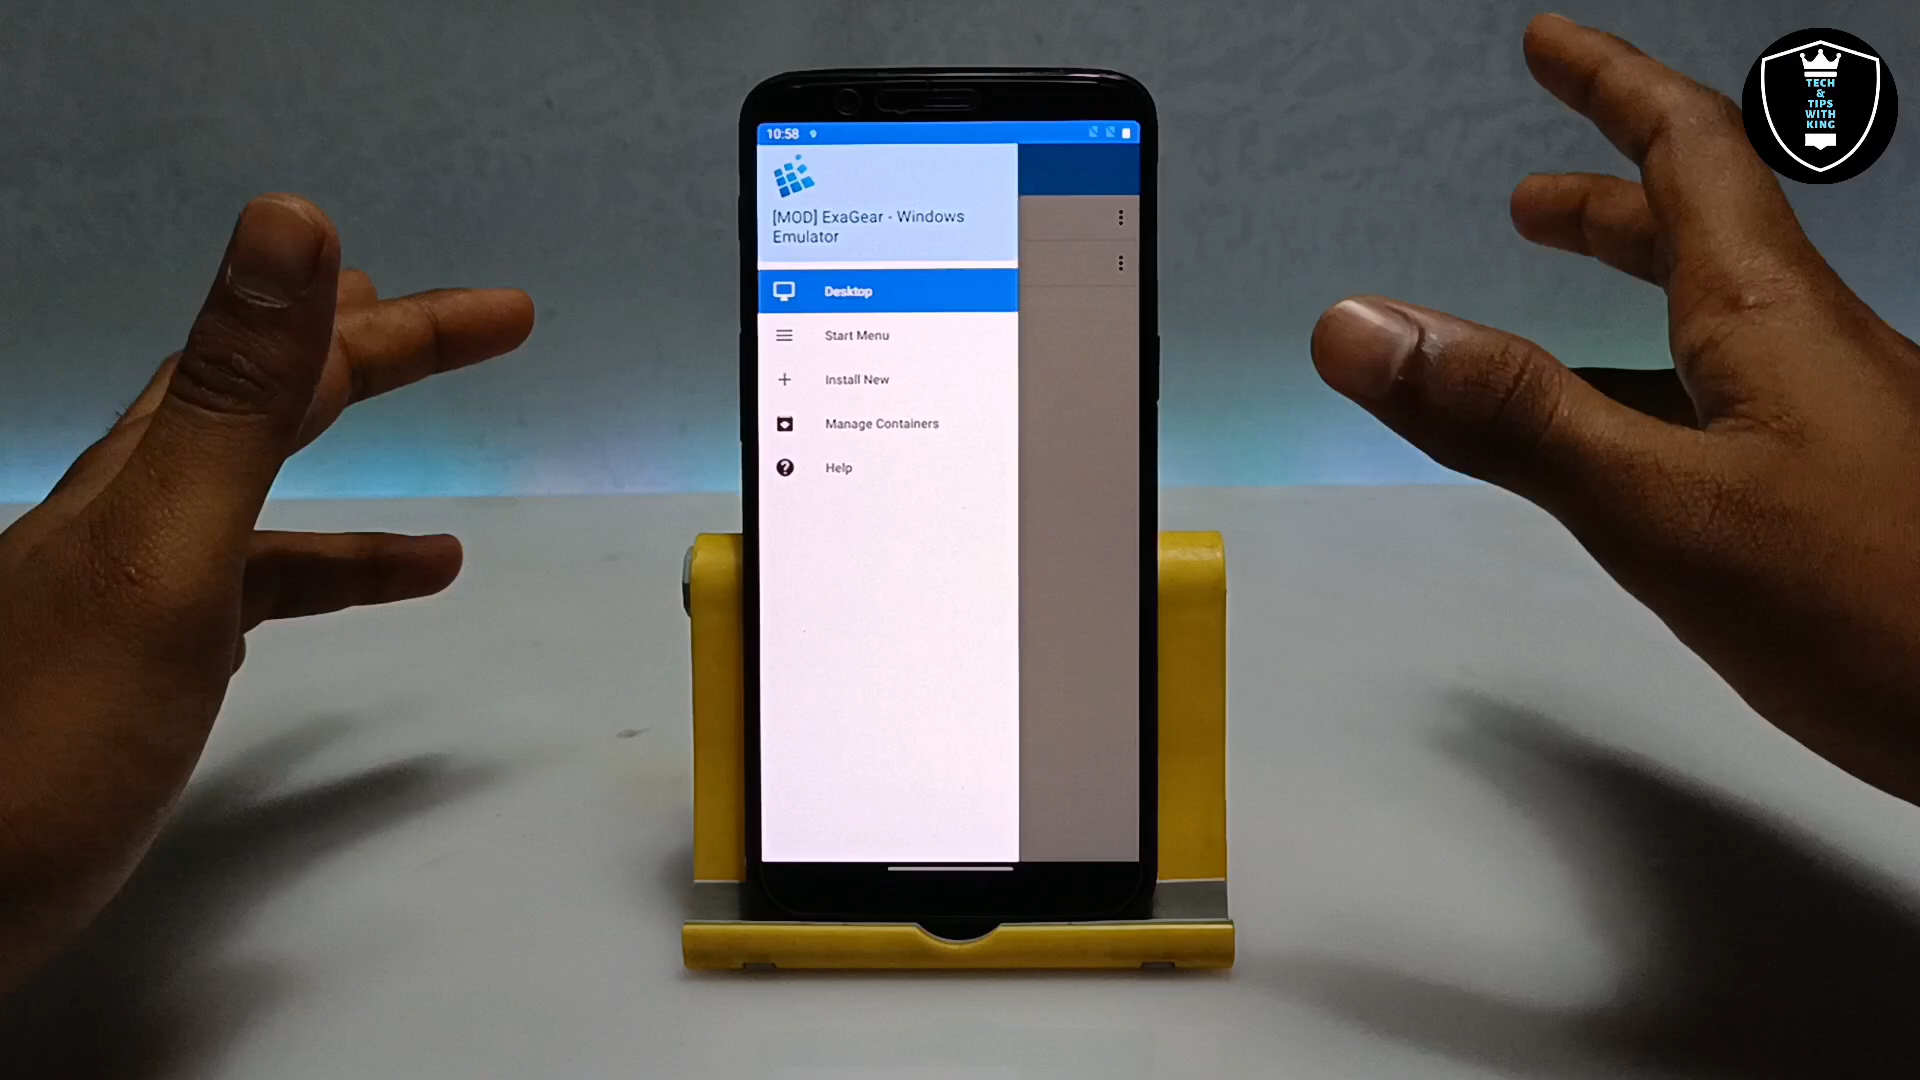 10:58
[MOD] ExaGear - Windows
Emulator
Desktop
Start Menu
Install New
Manage Containers
Help
TECH
&
TIPS
WITH
KING